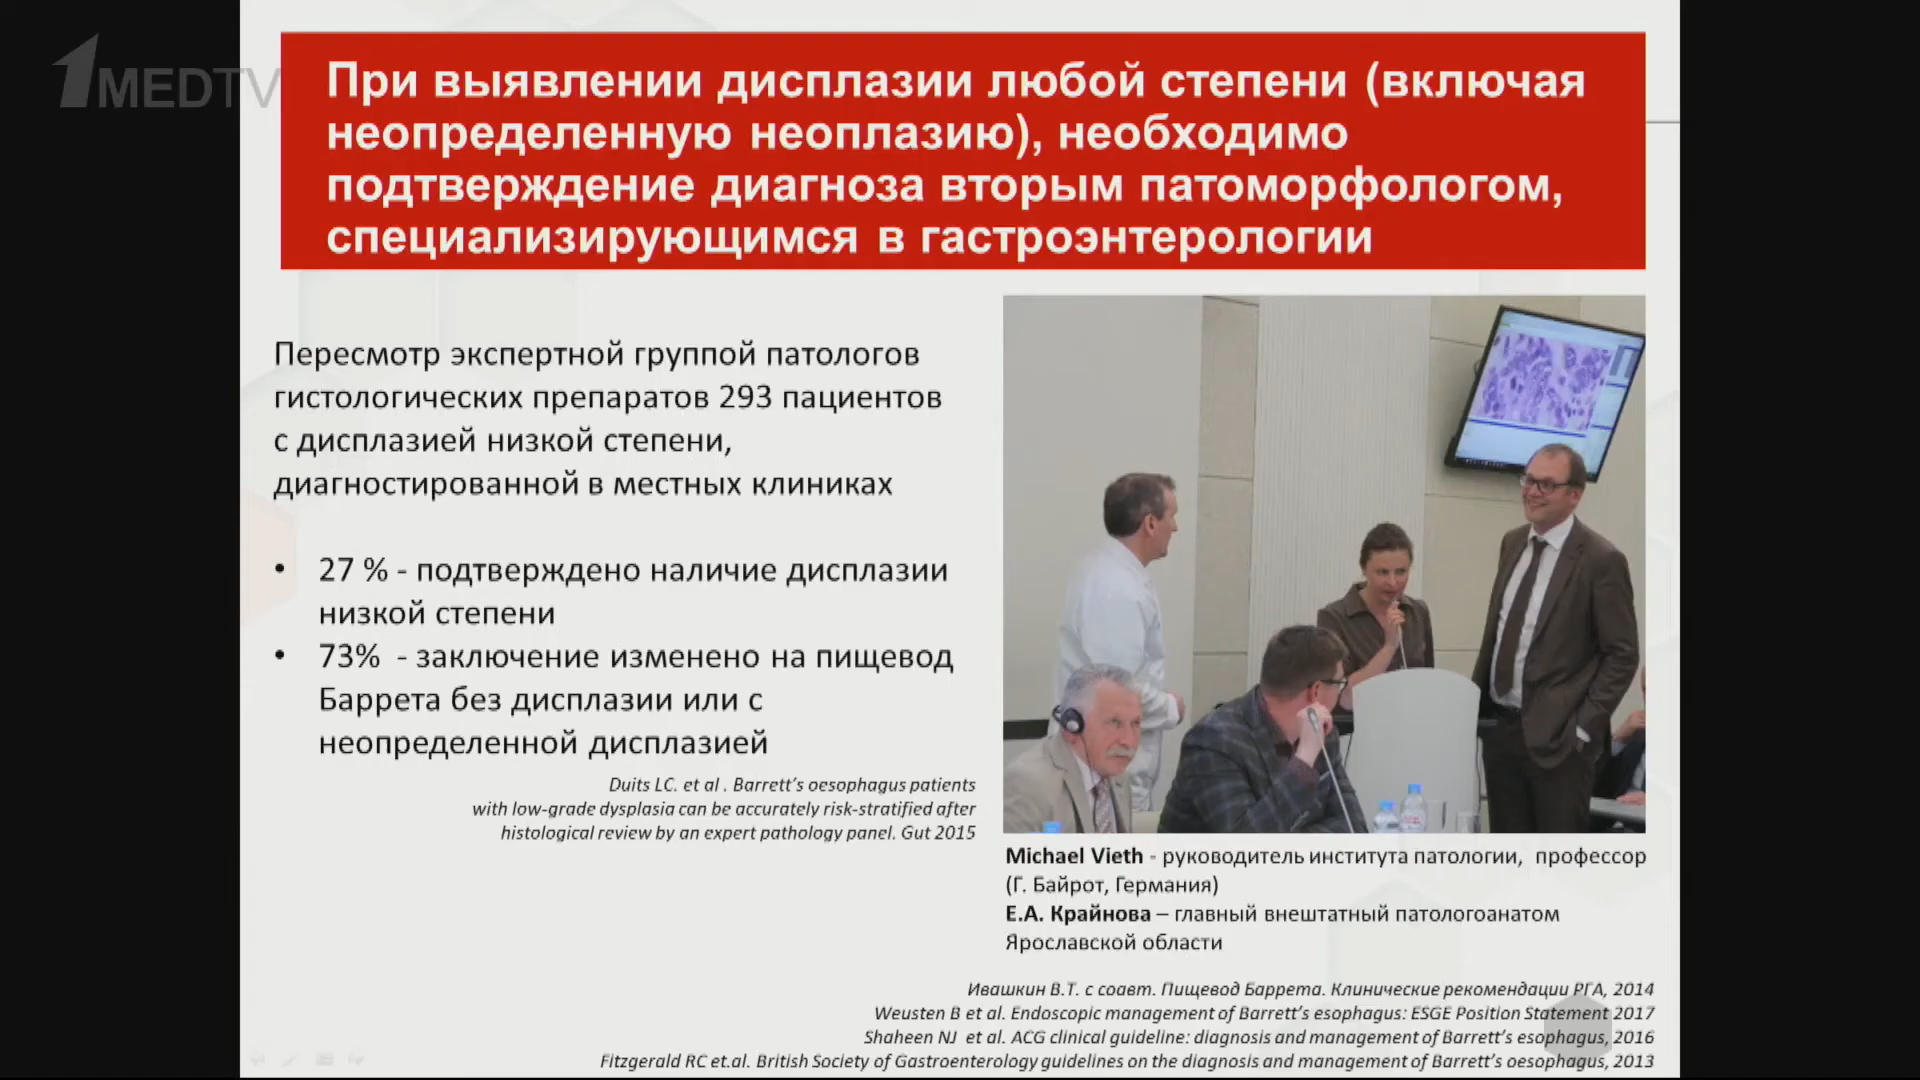 1MEDTV
При выявлении дисплазии любой степени (включая
неопределенную неоплазию), необходимо
подтверждение диагноза вторым патоморфологом,
специализирующимся в гастроэнтерологии
Пересмотр экспертной группой патологов
гистологических препаратов 293 пациентов
с дисплазией низкой степени,
диагностированной в местных клиниках
• 27 % - подтверждено наличие дисплазии
низкой степени
• 73% - заключение изменено на пищевод
Баррета без дисплазии или с
неопределенной дисплазией
Duits LC. et al . Barrett’s oesophagus patients
with low-grade dysplasia can be accurately risk-stratified after
histological review by an expert pathology panel. Gut 2015
Michael Vieth - руководитель института патологии, профессор
(Г. Байрот, Германия)
Е.А. Крайнова – главный внештатный патологоанатом
Ярославской области
Ивашкин В.Т. с соавт. Пищевод Баррета. Клинические рекомендации РГА, 2014
Weusten B et al. Endoscopic management of Barrett’s esophagus: ESGE Position Statement 2017
Shaheen NJ et al. ACG clinical guideline: diagnosis and management of Barrett’s esophagus, 2016
Fitzgerald RC et.al. British Society of Gastroenterology guidelines on the diagnosis and management of Barrett’s oesophagus, 2013